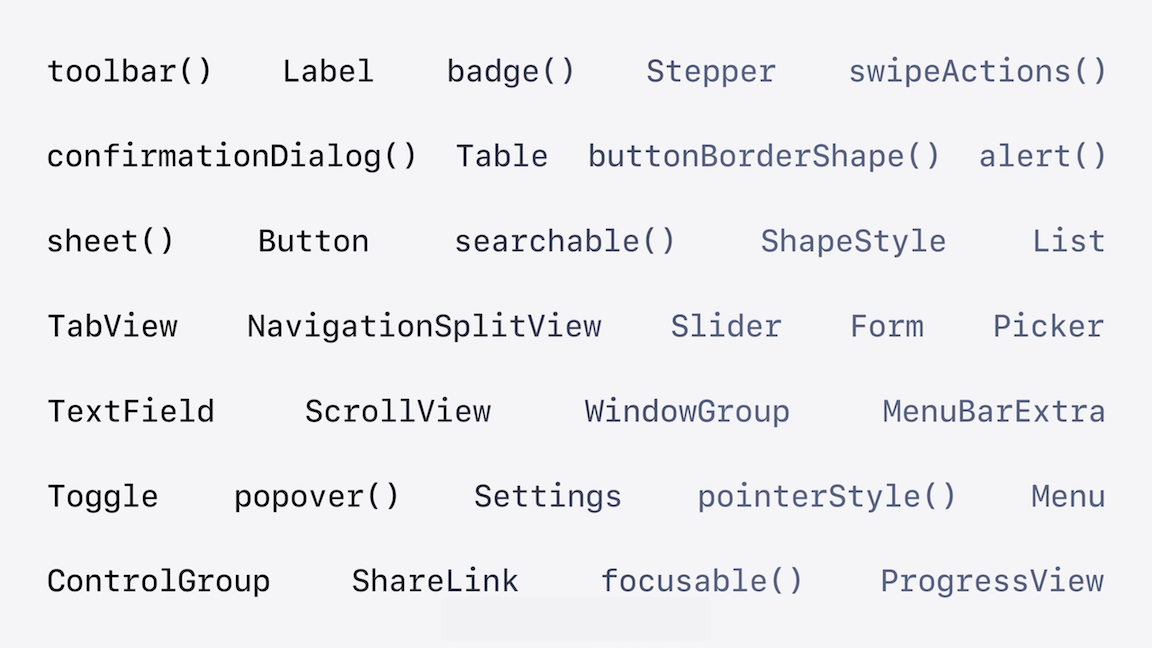 toolbar() Label badge() Stepper swipeActions()
confirmationDialog() Table buttonBorderShape() alert()
sheet() Button searchable() ShapeStyle List
TabView NavigationSplitView Slider Form Picker
TextField ScrollView WindowGroup MenuBarExtra
Toggle popover() Settings pointerStyle() Menu
ControlGroup ShareLink focusable() ProgressView